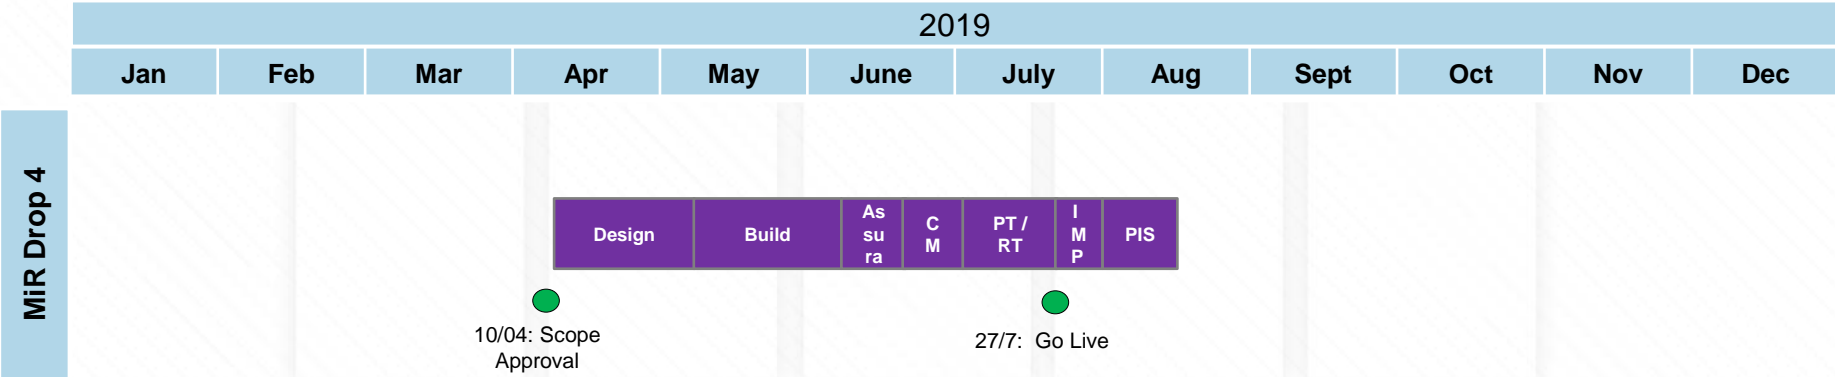 2019
Jan Feb Mar Apr May June July Aug Sept Oct Nov Dec
MiR Drop 4
Design
Build
As
su
ra
C
M
PT /
RT
I
M
P
PIS
10/04: Scope
Approval
27/7: Go Live